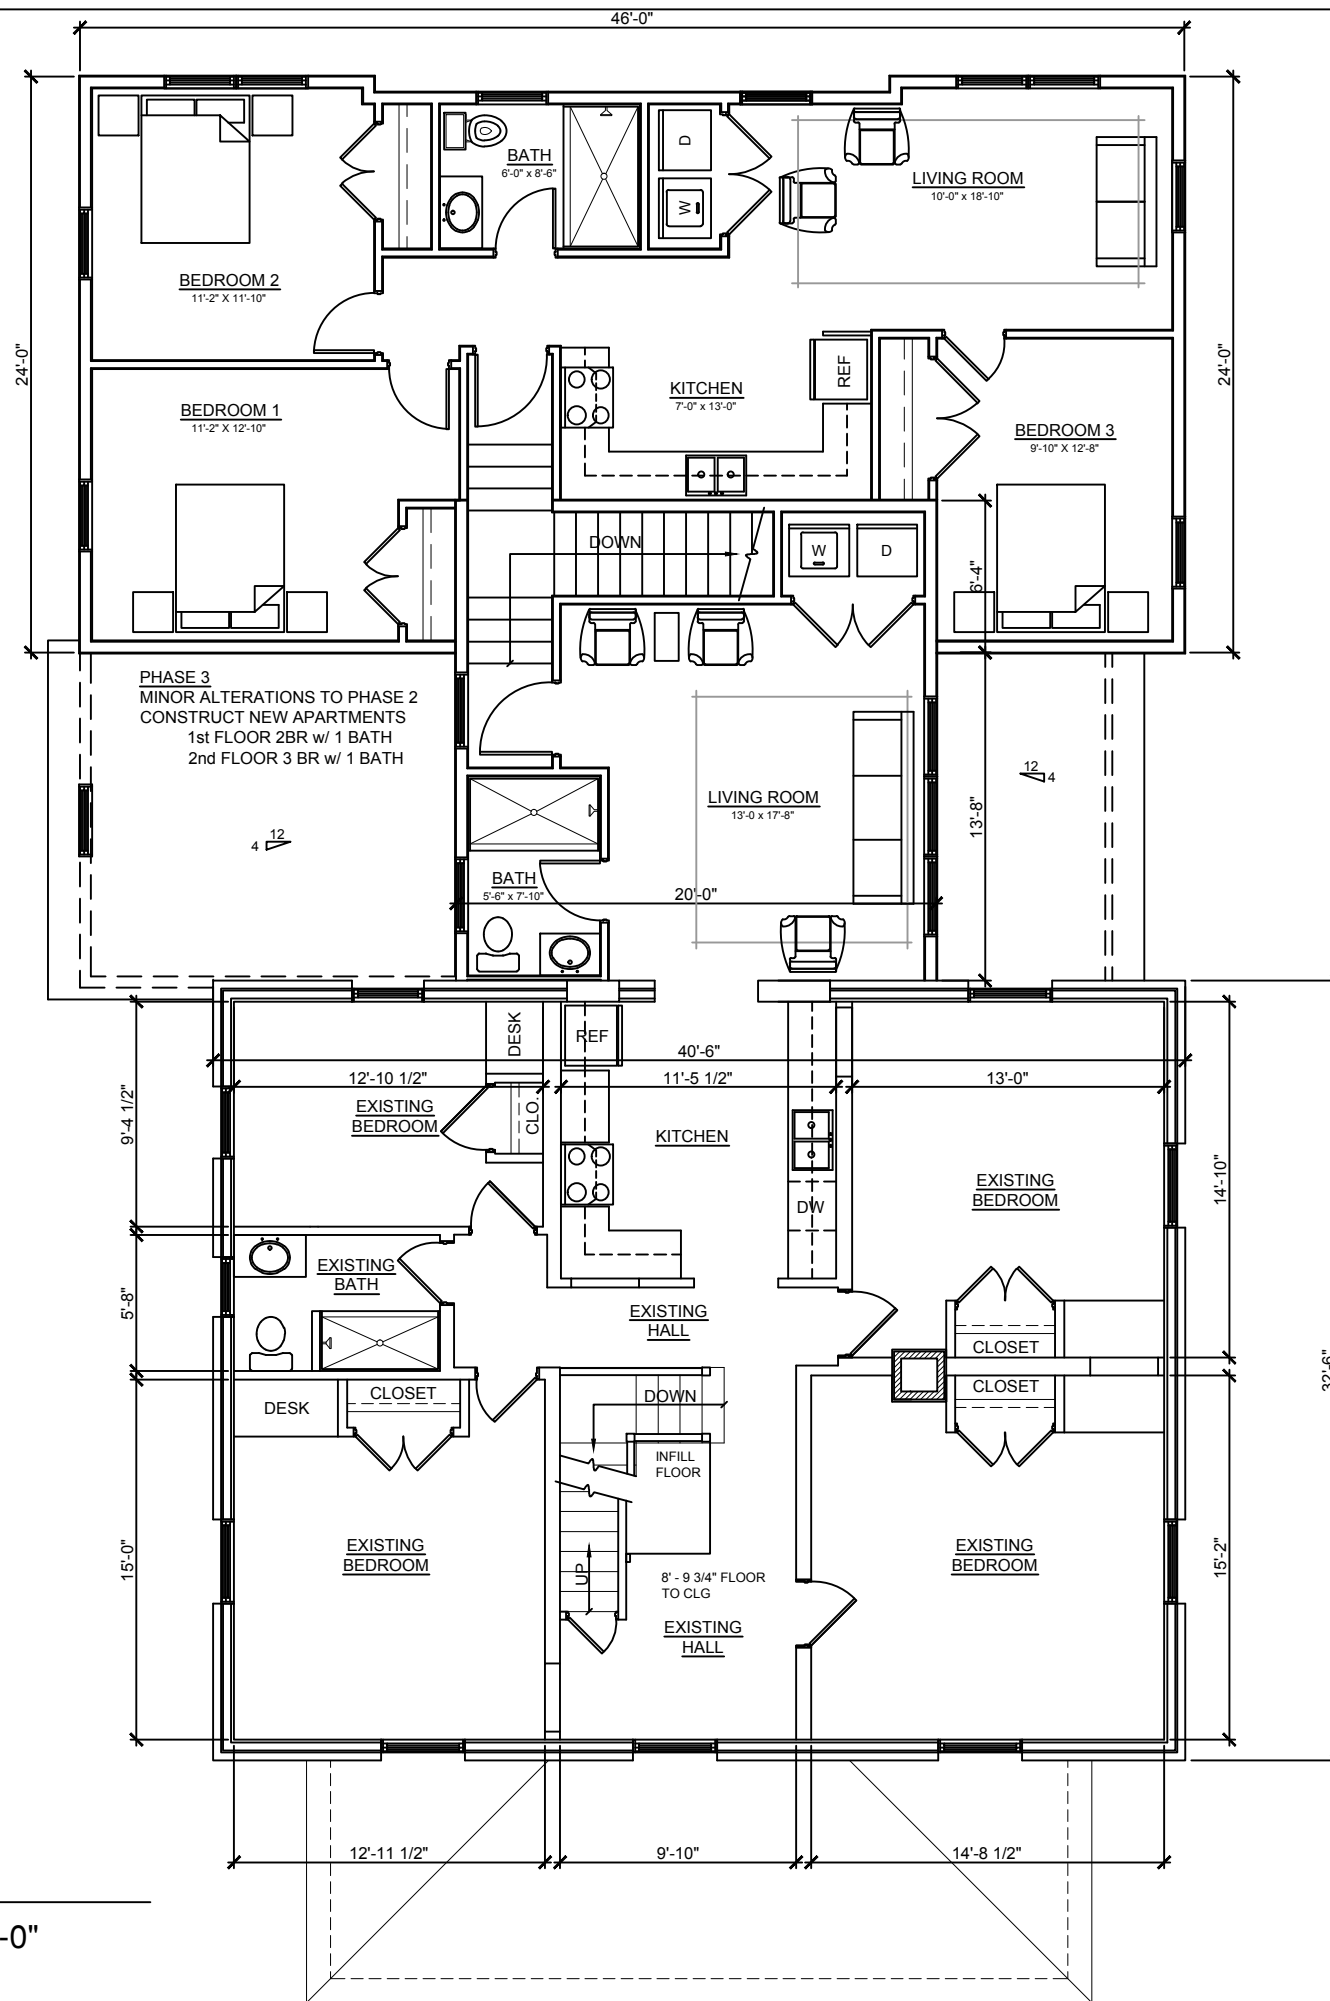 46'-0"
24'-0"
24'-0"
BATH
6'-0" x 8'-6"
D
W
LIVING ROOM
10'-0" x 18'-10"
BEDROOM 2
11'-2" X 11'-10"
BEDROOM 1
11'-2" X 12'-10"
KITCHEN
7'-0" x 13'-0"
REF
BEDROOM 3
9'-10" X 12'-8"
DOWN
W
D
6'-4"
PHASE 3
MINOR ALTERATIONS TO PHASE 2
CONSTRUCT NEW APARTMENTS
1st FLOOR 2BR w/ 1 BATH
2nd FLOOR 3 BR w/ 1 BATH
12
4
12
4
LIVING ROOM
13'-0 x 17'-8"
13'-8"
BATH
5'-6" x 7'-10"
20'-0"
DESK
REF
40'-6"
12'-10 1/2"
11'-5 1/2"
13'-0"
9'-4 1/2"
EXISTING
BEDROOM
CLO.
KITCHEN
EXISTING
BEDROOM
14'-10"
DW
5'-8"
EXISTING
BATH
EXISTING
HALL
CLOSET
CLOSET
32'-6"
DESK
CLOSET
DOWN
INFILL
FLOOR
15'-0"
EXISTING
BEDROOM
UP
8' - 9 3/4" FLOOR
TO CLG
EXISTING
HALL
EXISTING
BEDROOM
15'-2"
12'-11 1/2"
9'-10"
14'-8 1/2"
-0"